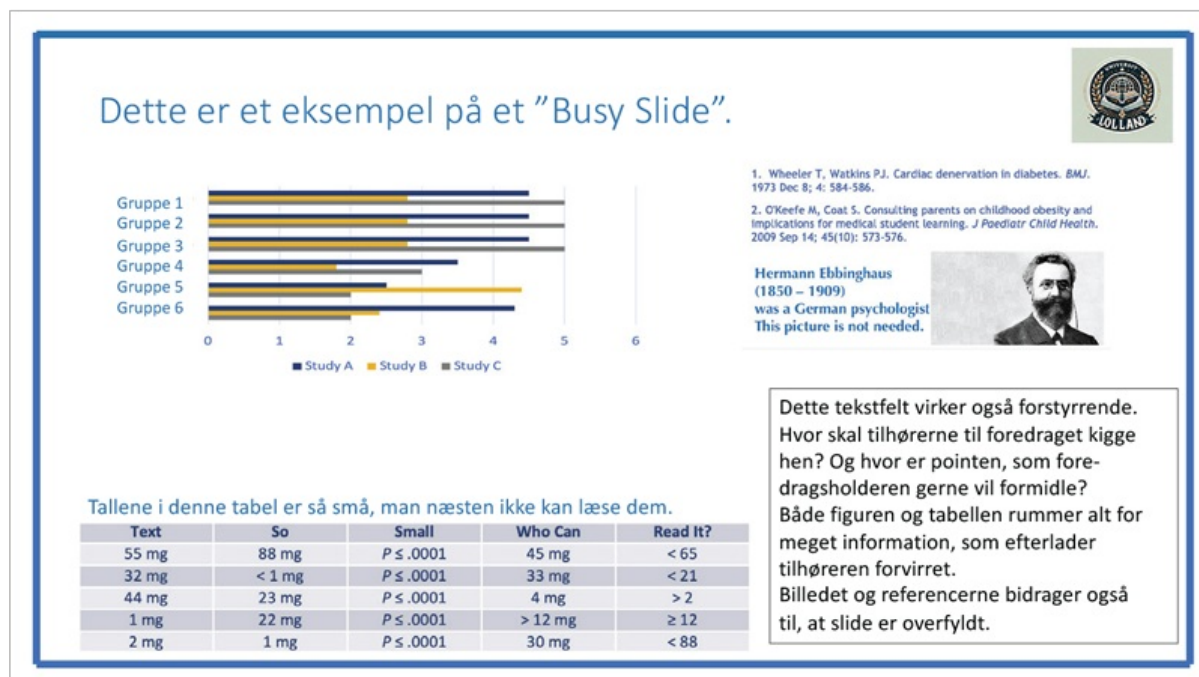 Dette er et eksempel på et ”Busy Slide”.
UNIVERSITY
LOLLAND
Gruppe 1
Gruppe 2
Gruppe 3
Gruppe 4
Gruppe 5
Gruppe 6
0 1 2 3 4 5 6
Study A Study B Study C
1. Wheeler T, Watkins PJ. Cardiac denervation in diabetes. BMJ.
1973 Dec 8; 4: 584-586.
2. O'Keefe M, Coat S. Consulting parents on childhood obesity and
implications for medical student learning. J Paediatr Child Health.
2009 Sep 14; 45(10): 573-576.
Hermann Ebbinghaus
(1850 – 1909)
was a German psychologist
This picture is not needed.
Dette tekstfelt virker også forstyrrende.
Hvor skal tilhørerne til foredraget kigge
hen? Og hvor er pointen, som fore-
dragsholderen gerne vil formidle?
Både figuren og tabellen rummer alt for
meget information, som efterlader
tilhøreren forvirret.
Billedet og referencerne bidrager også
til, at slide er overfyldt.
Tallene i denne tabel er så små, man næsten ikke kan læse dem.
Text So Small Who Can Read It?
55 mg 88 mg P ≤ .0001 45 mg < 65
32 mg < 1 mg P ≤ .0001 33 mg < 21
44 mg 23 mg P ≤ .0001 4 mg > 2
1 mg 22 mg P ≤ .0001 > 12 mg ≥ 12
2 mg 1 mg P ≤ .0001 30 mg < 88